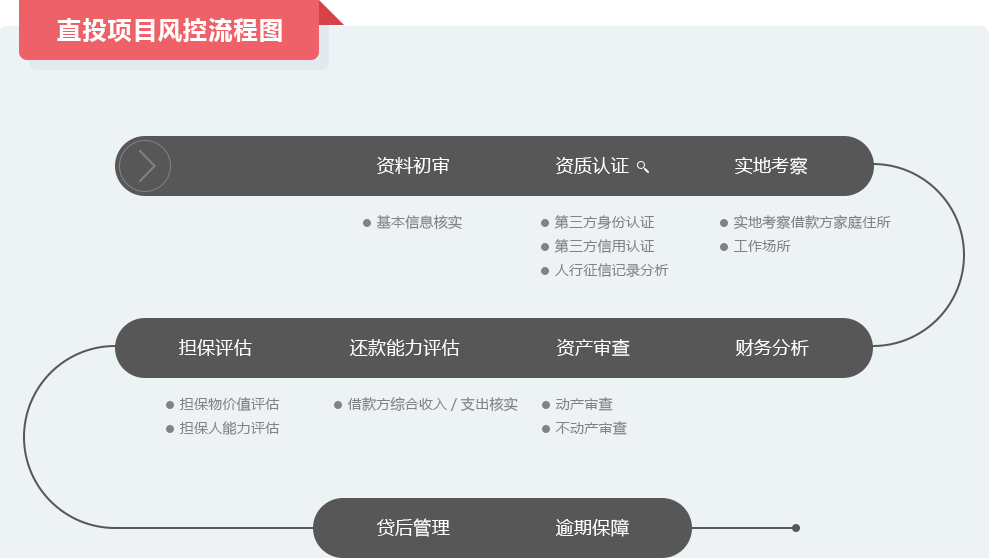 直投项目风控流程图
资料初审
资质认证
实地考察
基本信息核实
第三方身份认证
第三方信用认证
人行征信记录分析
实地考察借款方家庭住所
工作场所
担保评估
还款能力评估
资产审查
财务分析
担保物价值评估
担保人能力评估
借款方综合收入 / 支出核实
动产审查
不动产审查
贷后管理
逾期保障